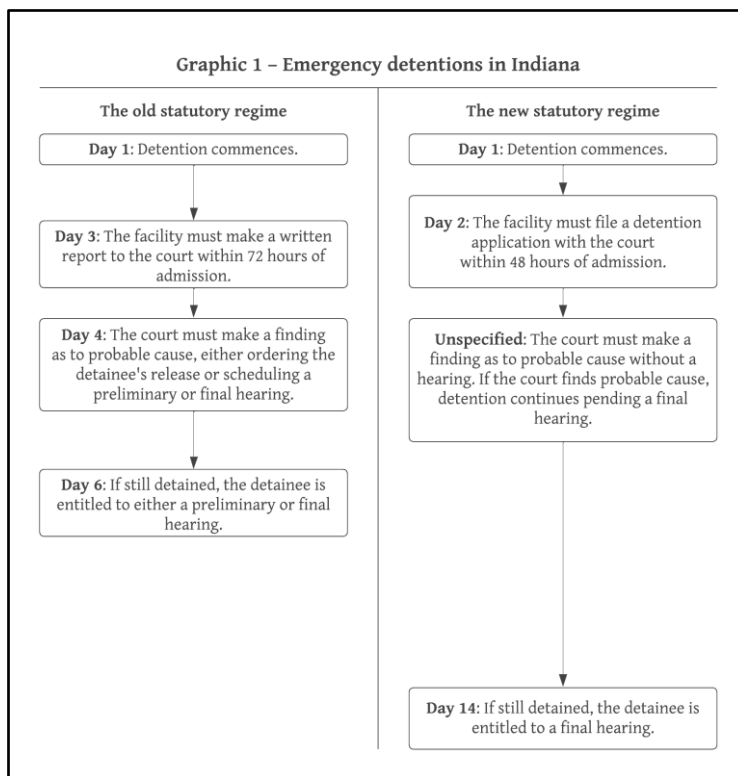 Graphic 1 – Emergency detentions in Indiana
The old statutory regime
Day 1: Detention commences.
Day 3: The facility must make a written
report to the court within 72 hours of
admission.
Day 4: The court must make a finding
as to probable cause, either ordering the
detainee's release or scheduling a
preliminary or final hearing.
Day 6: If still detained, the detainee is
entitled to either a preliminary or final
hearing.
The new statutory regime
Day 1: Detention commences.
Day 2: The facility must file a detention
application with the court
within 48 hours of admission.
Unspecified: The court must make a
finding as to probable cause without a
hearing. If the court finds probable cause,
detention continues pending a final
hearing.
Day 14: If still detained, the detainee is
entitled to a final hearing.